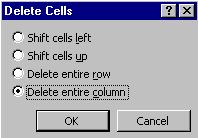 Delete Cells ? ×
Shift cells left
Shift cells up
Delete entire row
Delete entire column
OK Cancel